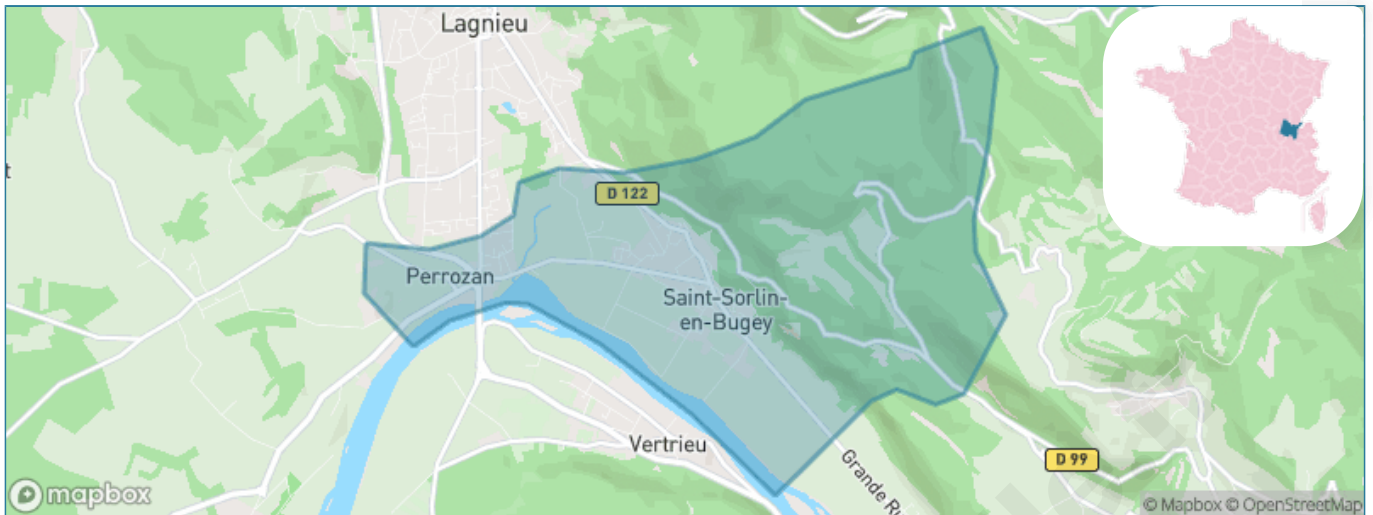 Lagnieu
D 122
Perrozan
Saint-Sorlin-
en-Bugey
Vertrieu
Grande R
D 99
mapbox
© Mapbox © OpenStreetMap